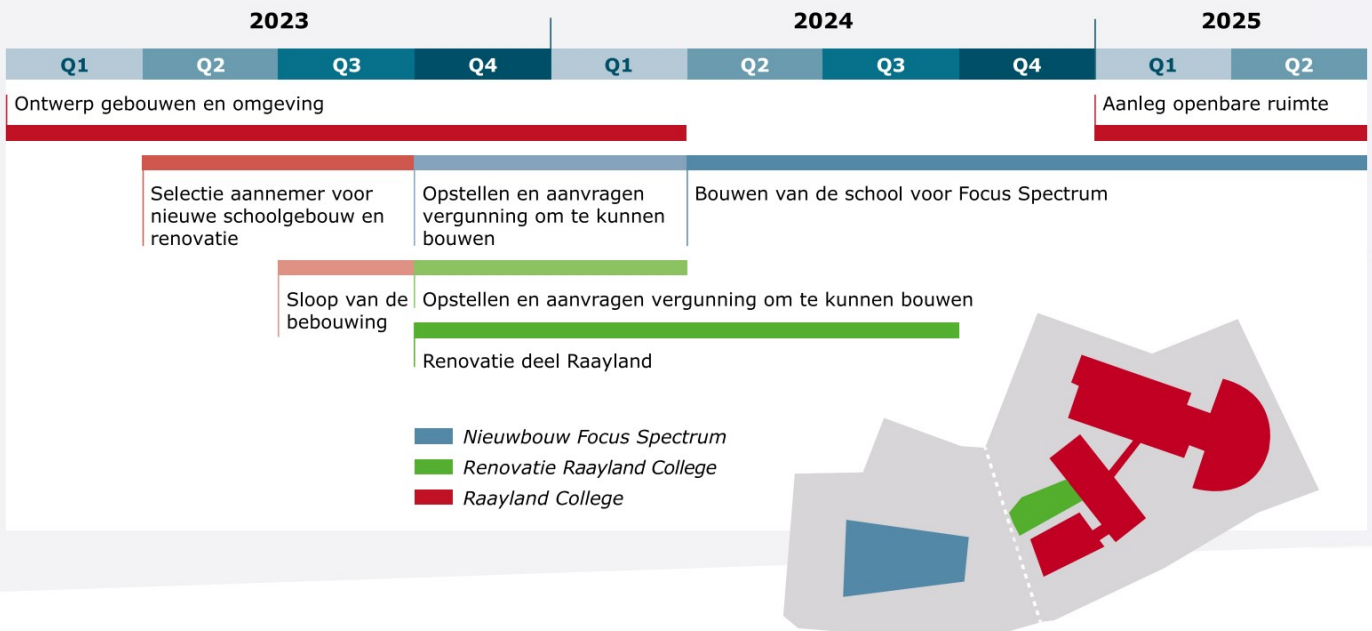 2023 2024 2025
Q1 Q2 Q3 Q4 Q1 Q2 Q3 Q4 Q1 Q2
Ontwerp gebouwen en omgeving
Aanleg openbare ruimte
Selectie aannemer voor
nieuwe schoolgebouw en
renovatie
Opstellen en aanvragen
vergunning om te kunnen
bouwen
Bouwen van de school voor Focus Spectrum
Sloop van de
bebouwing
Opstellen en aanvragen vergunning om te kunnen bouwen
Renovatie deel Raayland
Nieuwbouw Focus Spectrum
Renovatie Raayland College
Raayland College